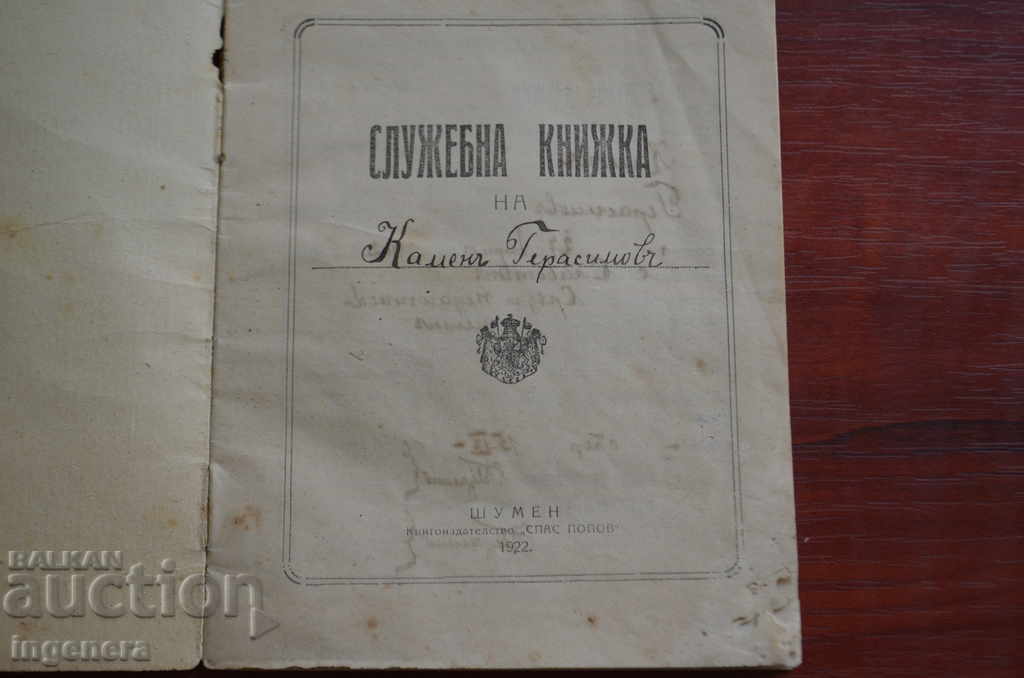 СЛУЖЕБНА КНИЖКА
НА
Каменъ Герасимовъ
ШУМЕН
Книгоиздателство „СПАС ПОПОВ"
1922.
BALKAN
auction
ingenera